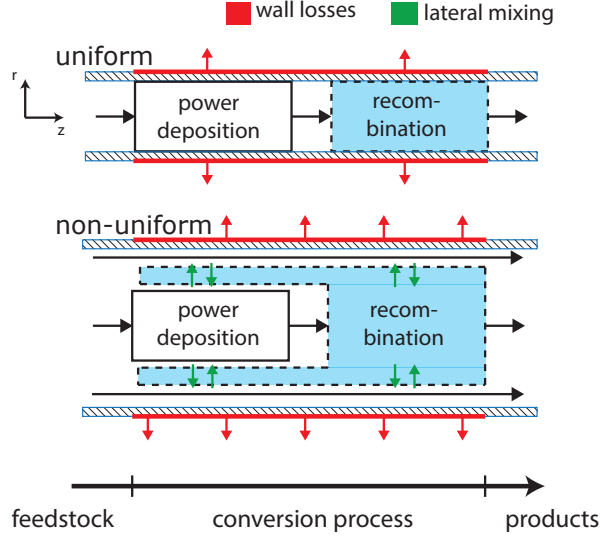 wall losses
lateral mixing
uniform
r
z
power
deposition
recom-
bination
non-uniform
power
deposition
recom-
bination
feedstock
conversion process
products